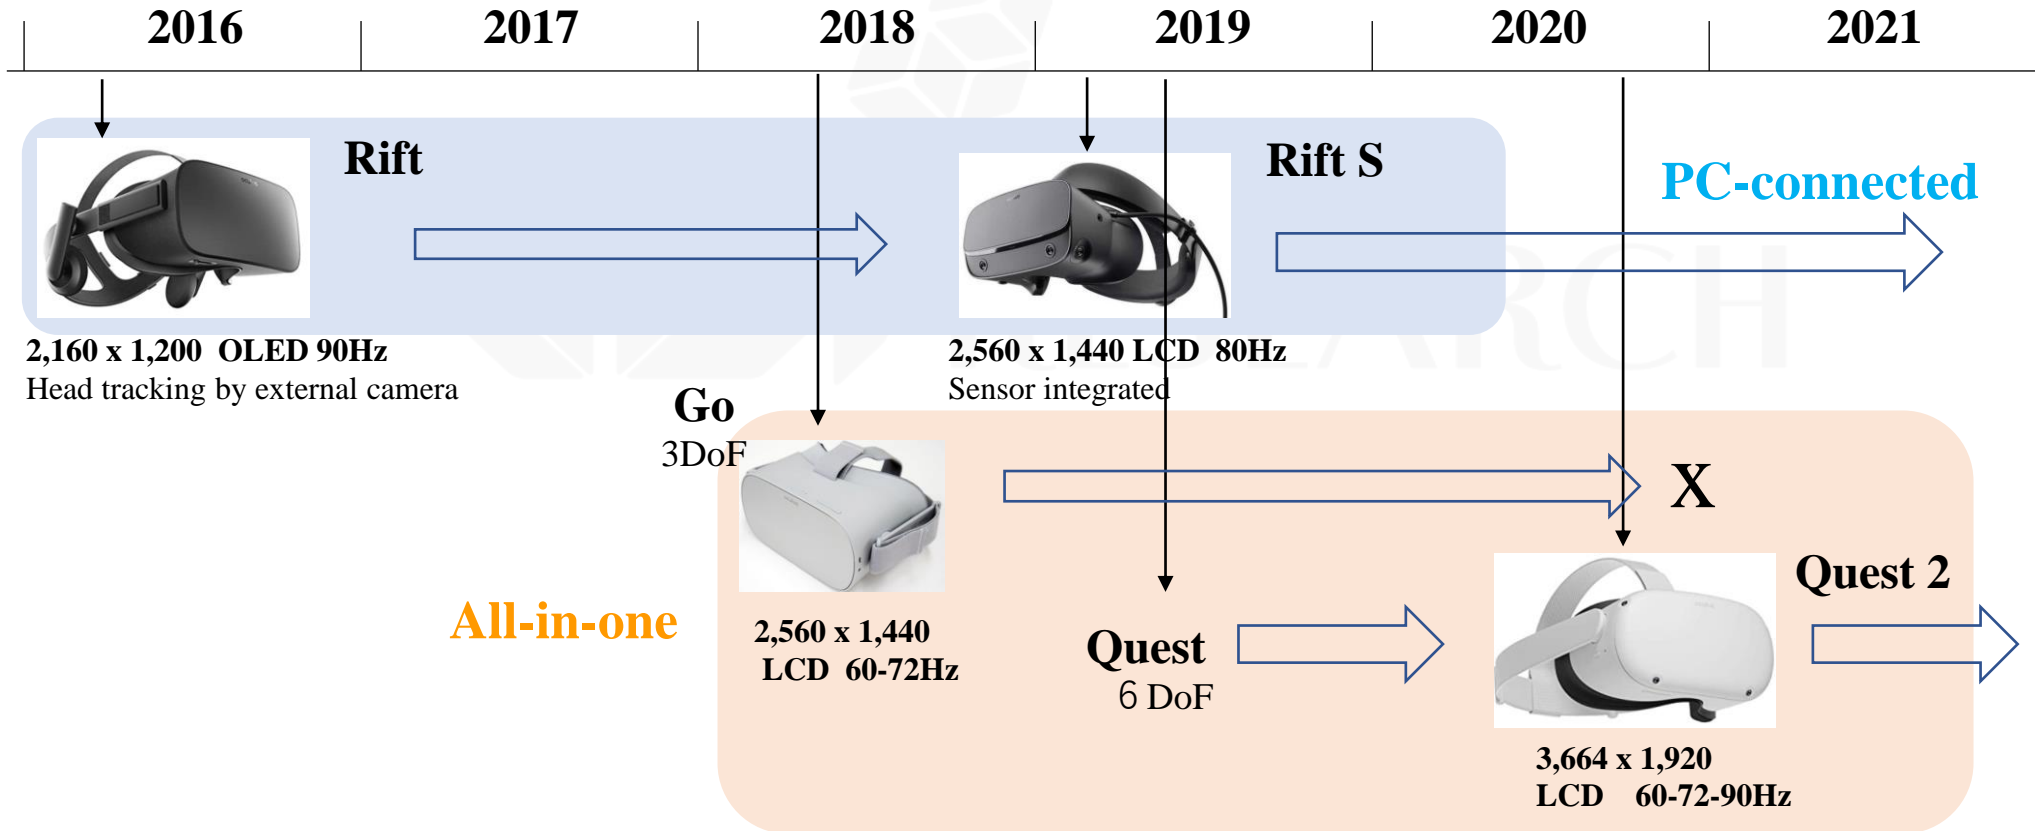 2016 2017 2018 2019 2020 2021
Rift
Rift S
PC-connected
2,160 x 1,200 OLED 90Hz
Head tracking by external camera
2,560 x 1,440 LCD 80Hz
Sensor integrated
Go
3DoF
X
All-in-one
2,560 x 1,440
LCD 60-72Hz
Quest
6 DoF
Quest 2
3,664 x 1,920
LCD 60-72-90Hz